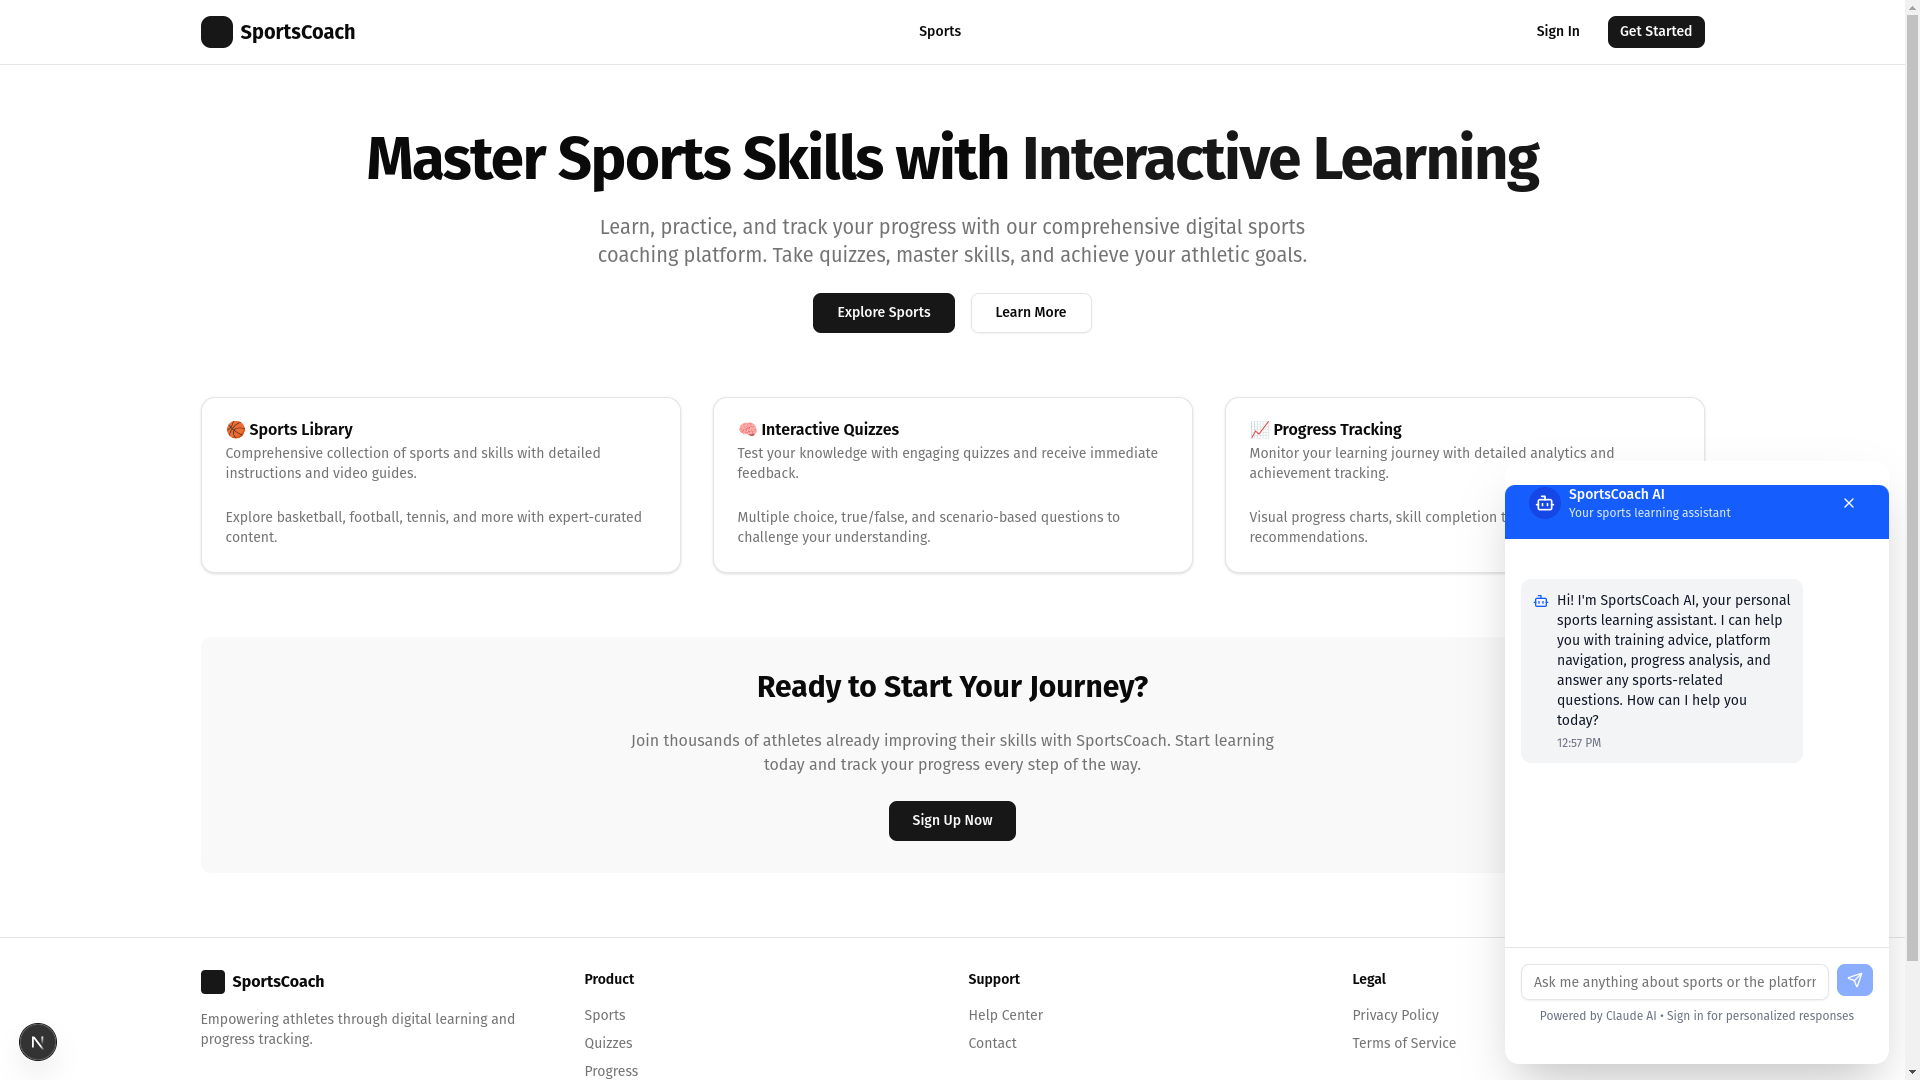 SportsCoach
Sports
Sign In
Get Started
Master Sports Skills with Interactive Learning
Learn, practice, and track your progress with our comprehensive digital sports
coaching platform. Take quizzes, master skills, and achieve your athletic goals.
Explore Sports
Learn More
🏀 Sports Library
Comprehensive collection of sports and skills with detailed
instructions and video guides.
Explore basketball, football, tennis, and more with expert-curated
content.
🧠 Interactive Quizzes
Test your knowledge with engaging quizzes and receive immediate
feedback.
Multiple choice, true/false, and scenario-based questions to
challenge your understanding.
📈 Progress Tracking
Monitor your learning journey with detailed analytics and
achievement tracking.
Visual progress charts, skill completion
recommendations.
Ready to Start Your Journey?
Join thousands of athletes already improving their skills with SportsCoach. Start learning
today and track your progress every step of the way.
Sign Up Now
SportsCoach
Empowering athletes through digital learning and
progress tracking.
Product
Sports
Quizzes
Progress
Support
Help Center
Contact
Legal
Privacy Policy
Terms of Service
SportsCoach AI
Your sports learning assistant
Hi! I'm SportsCoach AI, your personal
sports learning assistant. I can help
you with training advice, platform
navigation, progress analysis, and
answer any sports-related
questions. How can I help you
today?
12:57 PM
Ask me anything about sports or the platform
Powered by Claude AI • Sign in for personalized responses
N